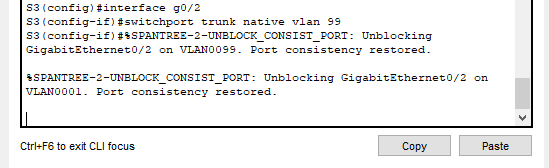 S3(config)#interface g0/2
S3(config-if)#switchport trunk native vlan 99
S3(config-if)#%SPANTREE-2-UNBLOCK_CONSIST_PORT: Unblocking
GigabitEthernet0/2 on VLAN0099. Port consistency restored.
%SPANTREE-2-UNBLOCK_CONSIST_PORT: Unblocking GigabitEthernet0/2 on
VLAN0001. Port consistency restored.
Ctrl+F6 to exit CLI focus
Copy
Paste